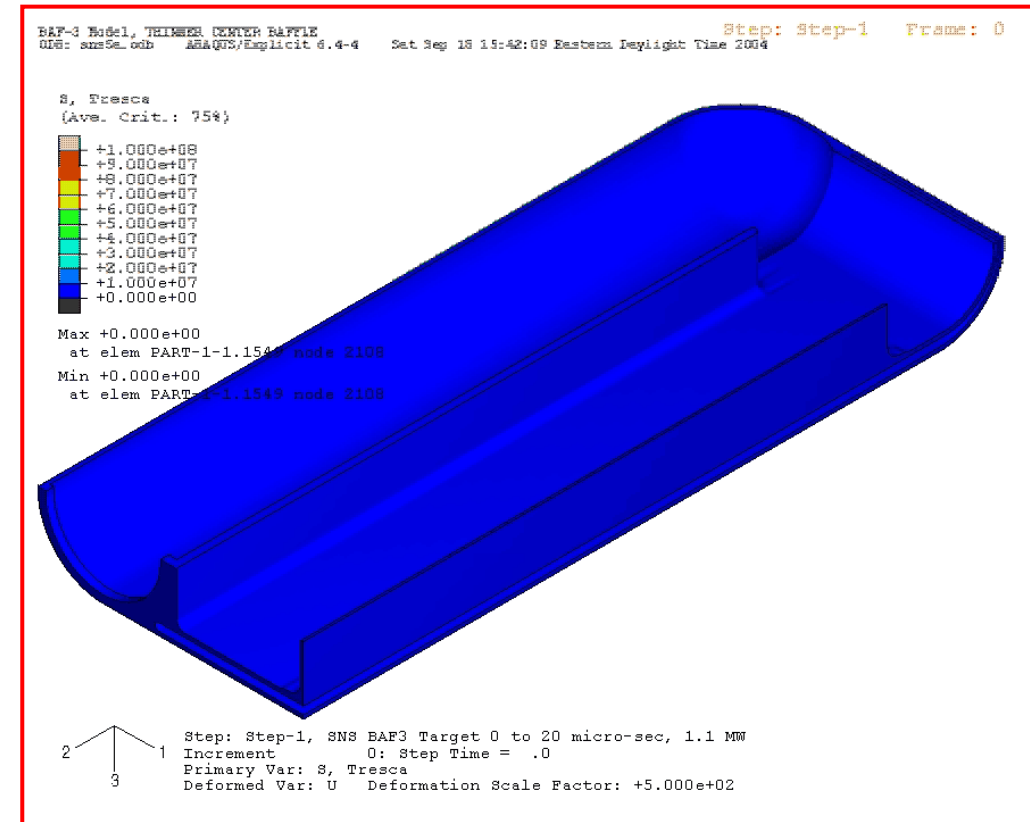 BAF-3 Model, THINNER CENTER BAFFLE
ODB: sns5e.odb    ABAQUS/Explicit 6.4-4    Sat Sep 18 15:42:09 Eastern Daylight Time 2004
Step: Step-1    Frame: 0
S, Tresca
(Ave. Crit.: 75%)
+1.000e+08
+9.000e+07
+8.000e+07
+7.000e+07
+6.000e+07
+5.000e+07
+4.000e+07
+3.000e+07
+2.000e+07
+1.000e+07
+0.000e+00
Max +0.000e+00
at elem PART-1-1.1549 node 2108
Min +0.000e+00
at elem PART-1-1.1549 node 2108
2
1
3
Step: Step-1, SNS BAF3 Target 0 to 20 micro-sec, 1.1 MW
Increment    0: Step Time =   .0
Primary Var: S, Tresca
Deformed Var: U   Deformation Scale Factor: +5.000e+02